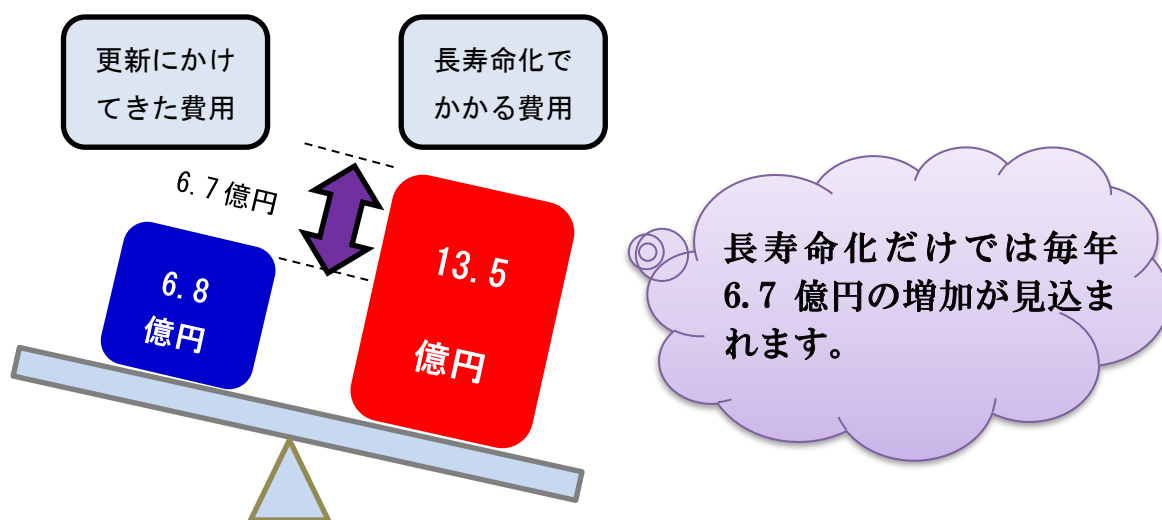 更新にかけ
てきた費用
長寿命化で
かかる費用
6.7億円
6.8
億円
13.5
億円
長寿命化だけでは毎年
6.7 億円の増加が見込ま
れます。